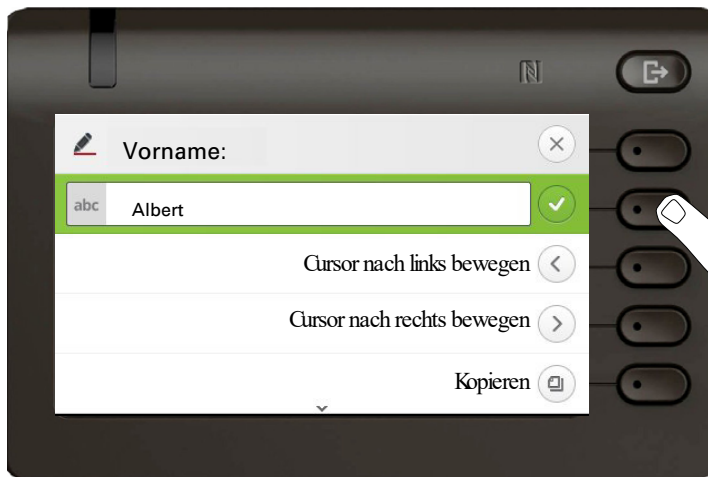 Vorname:
abc Albert
Cursor nach links bewegen
Cursor nach rechts bewegen
Kopieren